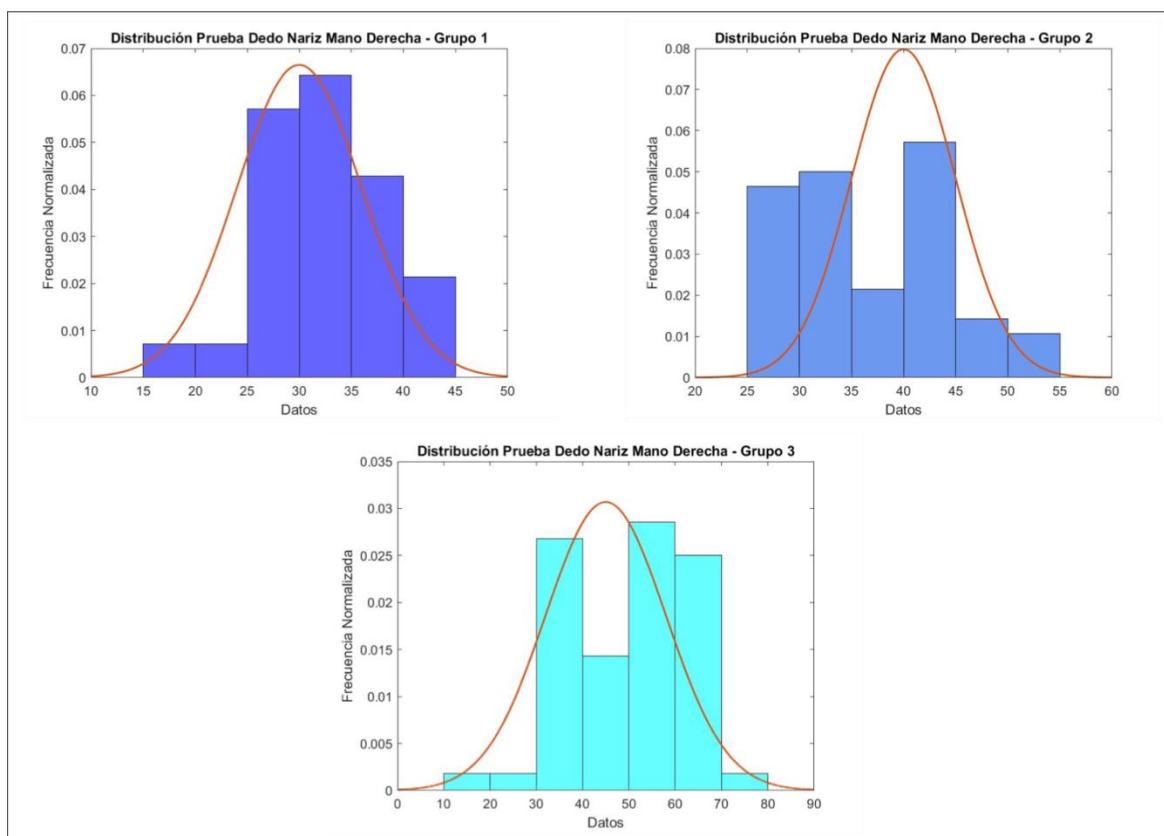 Distribución Prueba Dedo Nariz Mano Derecha - Grupo 1
0.07
0.06
0.05
0.04
0.03
0.02
0.01
0
Frecuencia Normalizada
10 15 20 25 30 35 40 45 50
Datos
Distribución Prueba Dedo Nariz Mano Derecha - Grupo 2
0.08
0.07
0.06
0.05
0.04
0.03
0.02
0.01
0
Frecuencia Normalizada
20 25 30 35 40 45 50 55 60
Datos
Distribución Prueba Dedo Nariz Mano Derecha - Grupo 3
0.035
0.03
0.025
0.02
0.015
0.01
0.005
0
Frecuencia Normalizada
0 10 20 30 40 50 60 70 80 90
Datos